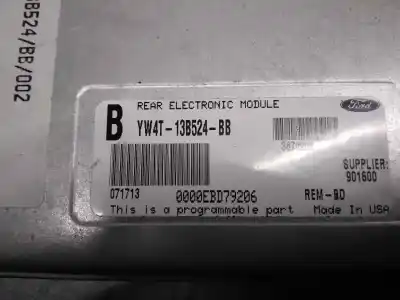 B524/BB/002
REAR ELECTRONIC MODULE
Ford
B YW4T-13B524-BB
SUPPLIER:
901600
071713 0000EBD79206 REM-BD
This is a programmable part Made In USA